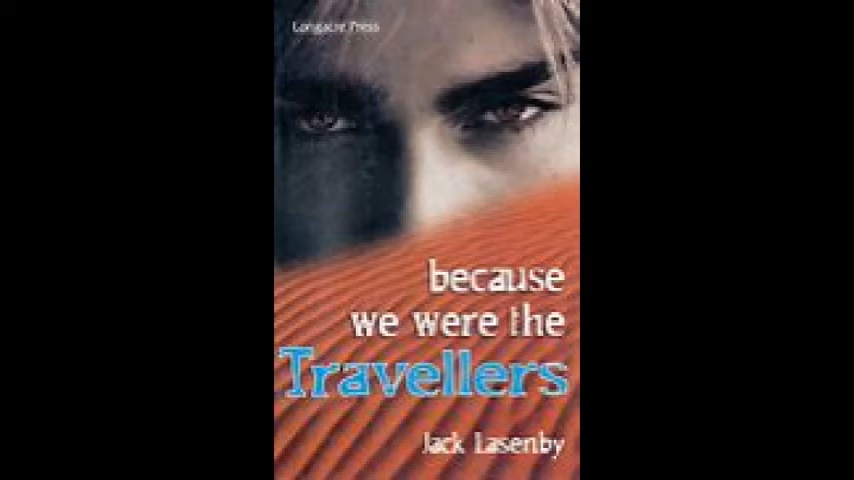 Longacre Press
because
we were the
Travellers
Jack Lasenby